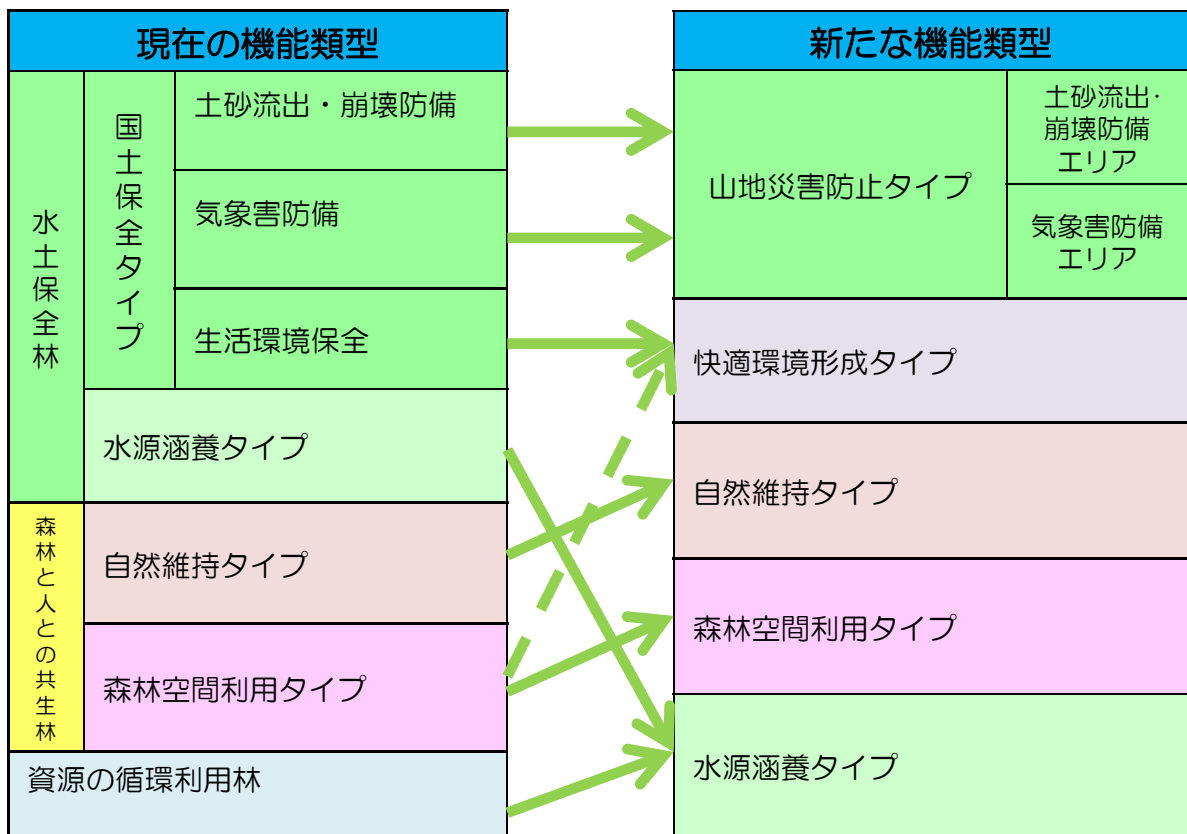 現在の機能類型
水土保全林
国土保全タイプ
土砂流出・崩壊防備
気象害防備
生活環境保全
水源涵養タイプ
森林と人との共生林
自然維持タイプ
森林空間利用タイプ
資源の循環利用林
新たな機能類型
山地災害防止タイプ
土砂流出・
崩壊防備
エリア
気象害防備
エリア
快適環境形成タイプ
自然維持タイプ
森林空間利用タイプ
水源涵養タイプ